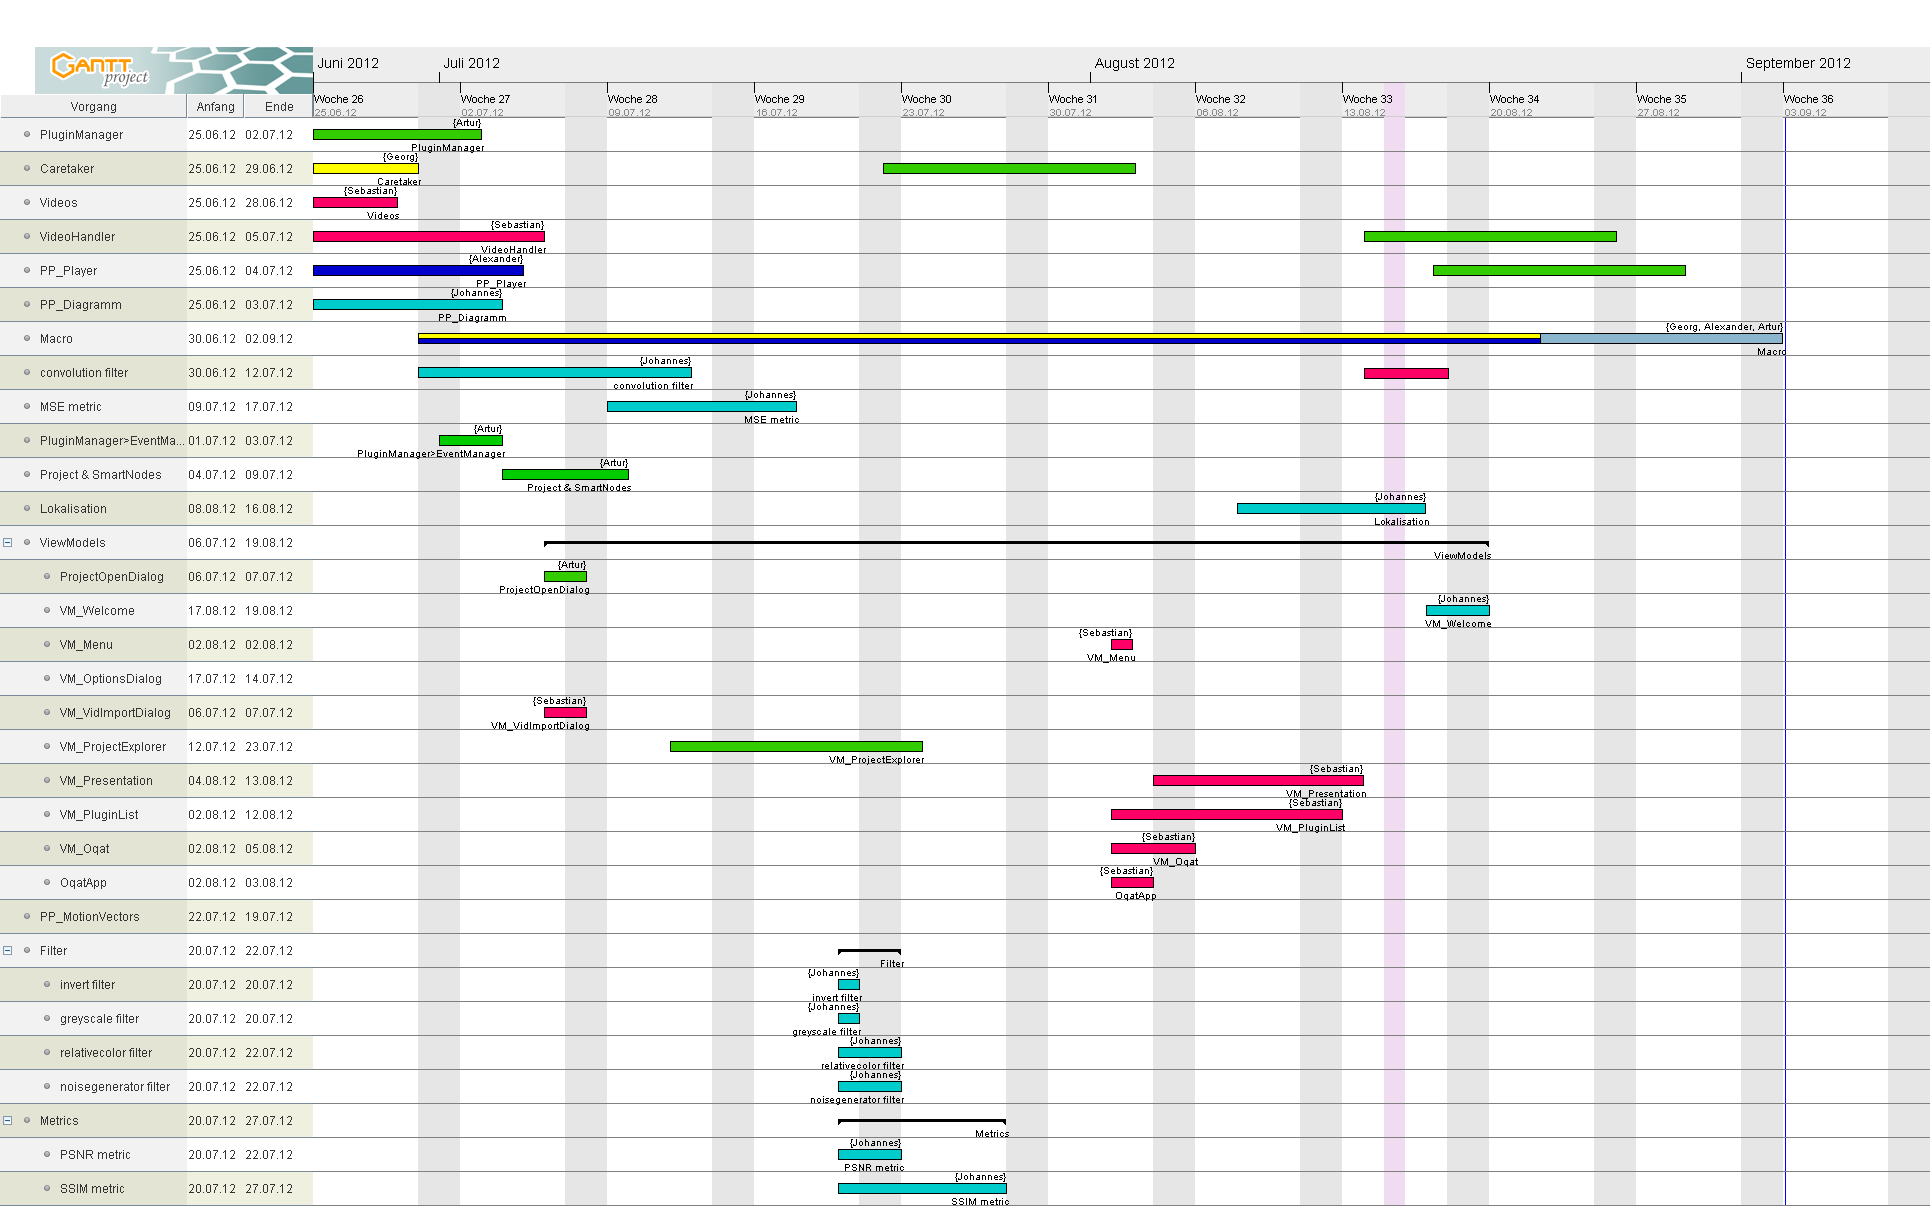 GANTT
project
Juni 2012 Juli 2012 August 2012 September 2012
Vorgang Anfang Ende
Woche 26 Woche 27 Woche 28 Woche 29 Woche 30 Woche 31 Woche 32 Woche 33 Woche 34 Woche 35 Woche 36
25.06.12 02.07.12 09.07.12 16.07.12 23.07.12 30.07.12 06.08.12 13.08.12 20.08.12 27.08.12 03.09.12
{Artur}
PluginManager 25.06.12 02.07.12
PluginManager
{Georg}
Caretaker 25.06.12 29.06.12
Caretaker
{Sebastian}
Videos 25.06.12 28.06.12
Videos
{Sebastian}
VideoHandler 25.06.12 05.07.12
VideoHandler
{Alexander}
PP_Player 25.06.12 04.07.12
PP_Player
{Johannes}
PP_Diagramm 25.06.12 03.07.12
PP_Diagramm
{Georg, Alexander, Artur}
Macro 30.06.12 02.09.12
Macro
{Johannes}
convolution filter 30.06.12 12.07.12
convolution filter
{Johannes}
MSE metric 09.07.12 17.07.12
MSE metric
{Artur}
PluginManager>EventMa... 01.07.12 03.07.12
PluginManager>EventManager
{Artur}
Project & SmartNodes 04.07.12 09.07.12
Project & SmartNodes
{Johannes}
Lokalisation 08.08.12 16.08.12
Lokalisation
ViewModels 06.07.12 19.08.12
ViewModels
{Artur}
ProjectOpenDialog 06.07.12 07.07.12
ProjectOpenDialog
{Johannes}
VM_Welcome 17.08.12 19.08.12
VM_Welcome
{Sebastian}
VM_Menu 02.08.12 02.08.12
VM_Menu
VM_OptionsDialog 17.07.12 14.07.12
{Sebastian}
VM_VidImportDialog 06.07.12 07.07.12
VM_VidImportDialog
VM_ProjectExplorer 12.07.12 23.07.12
VM_ProjectExplorer
{Sebastian}
VM_Presentation 04.08.12 13.08.12
VM_Presentation
{Sebastian}
VM_PluginList 02.08.12 12.08.12
VM_PluginList
{Sebastian}
VM_Oqat 02.08.12 05.08.12
VM_Oqat
{Sebastian}
OqatApp 02.08.12 03.08.12
OqatApp
PP_MotionVectors 22.07.12 19.07.12
Filter 20.07.12 22.07.12
Filter
{Johannes}
invert filter 20.07.12 20.07.12
invert filter
{Johannes}
greyscale filter 20.07.12 20.07.12
greyscale filter
{Johannes}
relativecolor filter 20.07.12 22.07.12
relativecolor filter
{Johannes}
noisegenerator filter 20.07.12 22.07.12
noisegenerator filter
Metrics 20.07.12 27.07.12
Metrics
{Johannes}
PSNR metric 20.07.12 22.07.12
PSNR metric
{Johannes}
SSIM metric 20.07.12 27.07.12
SSIM metric